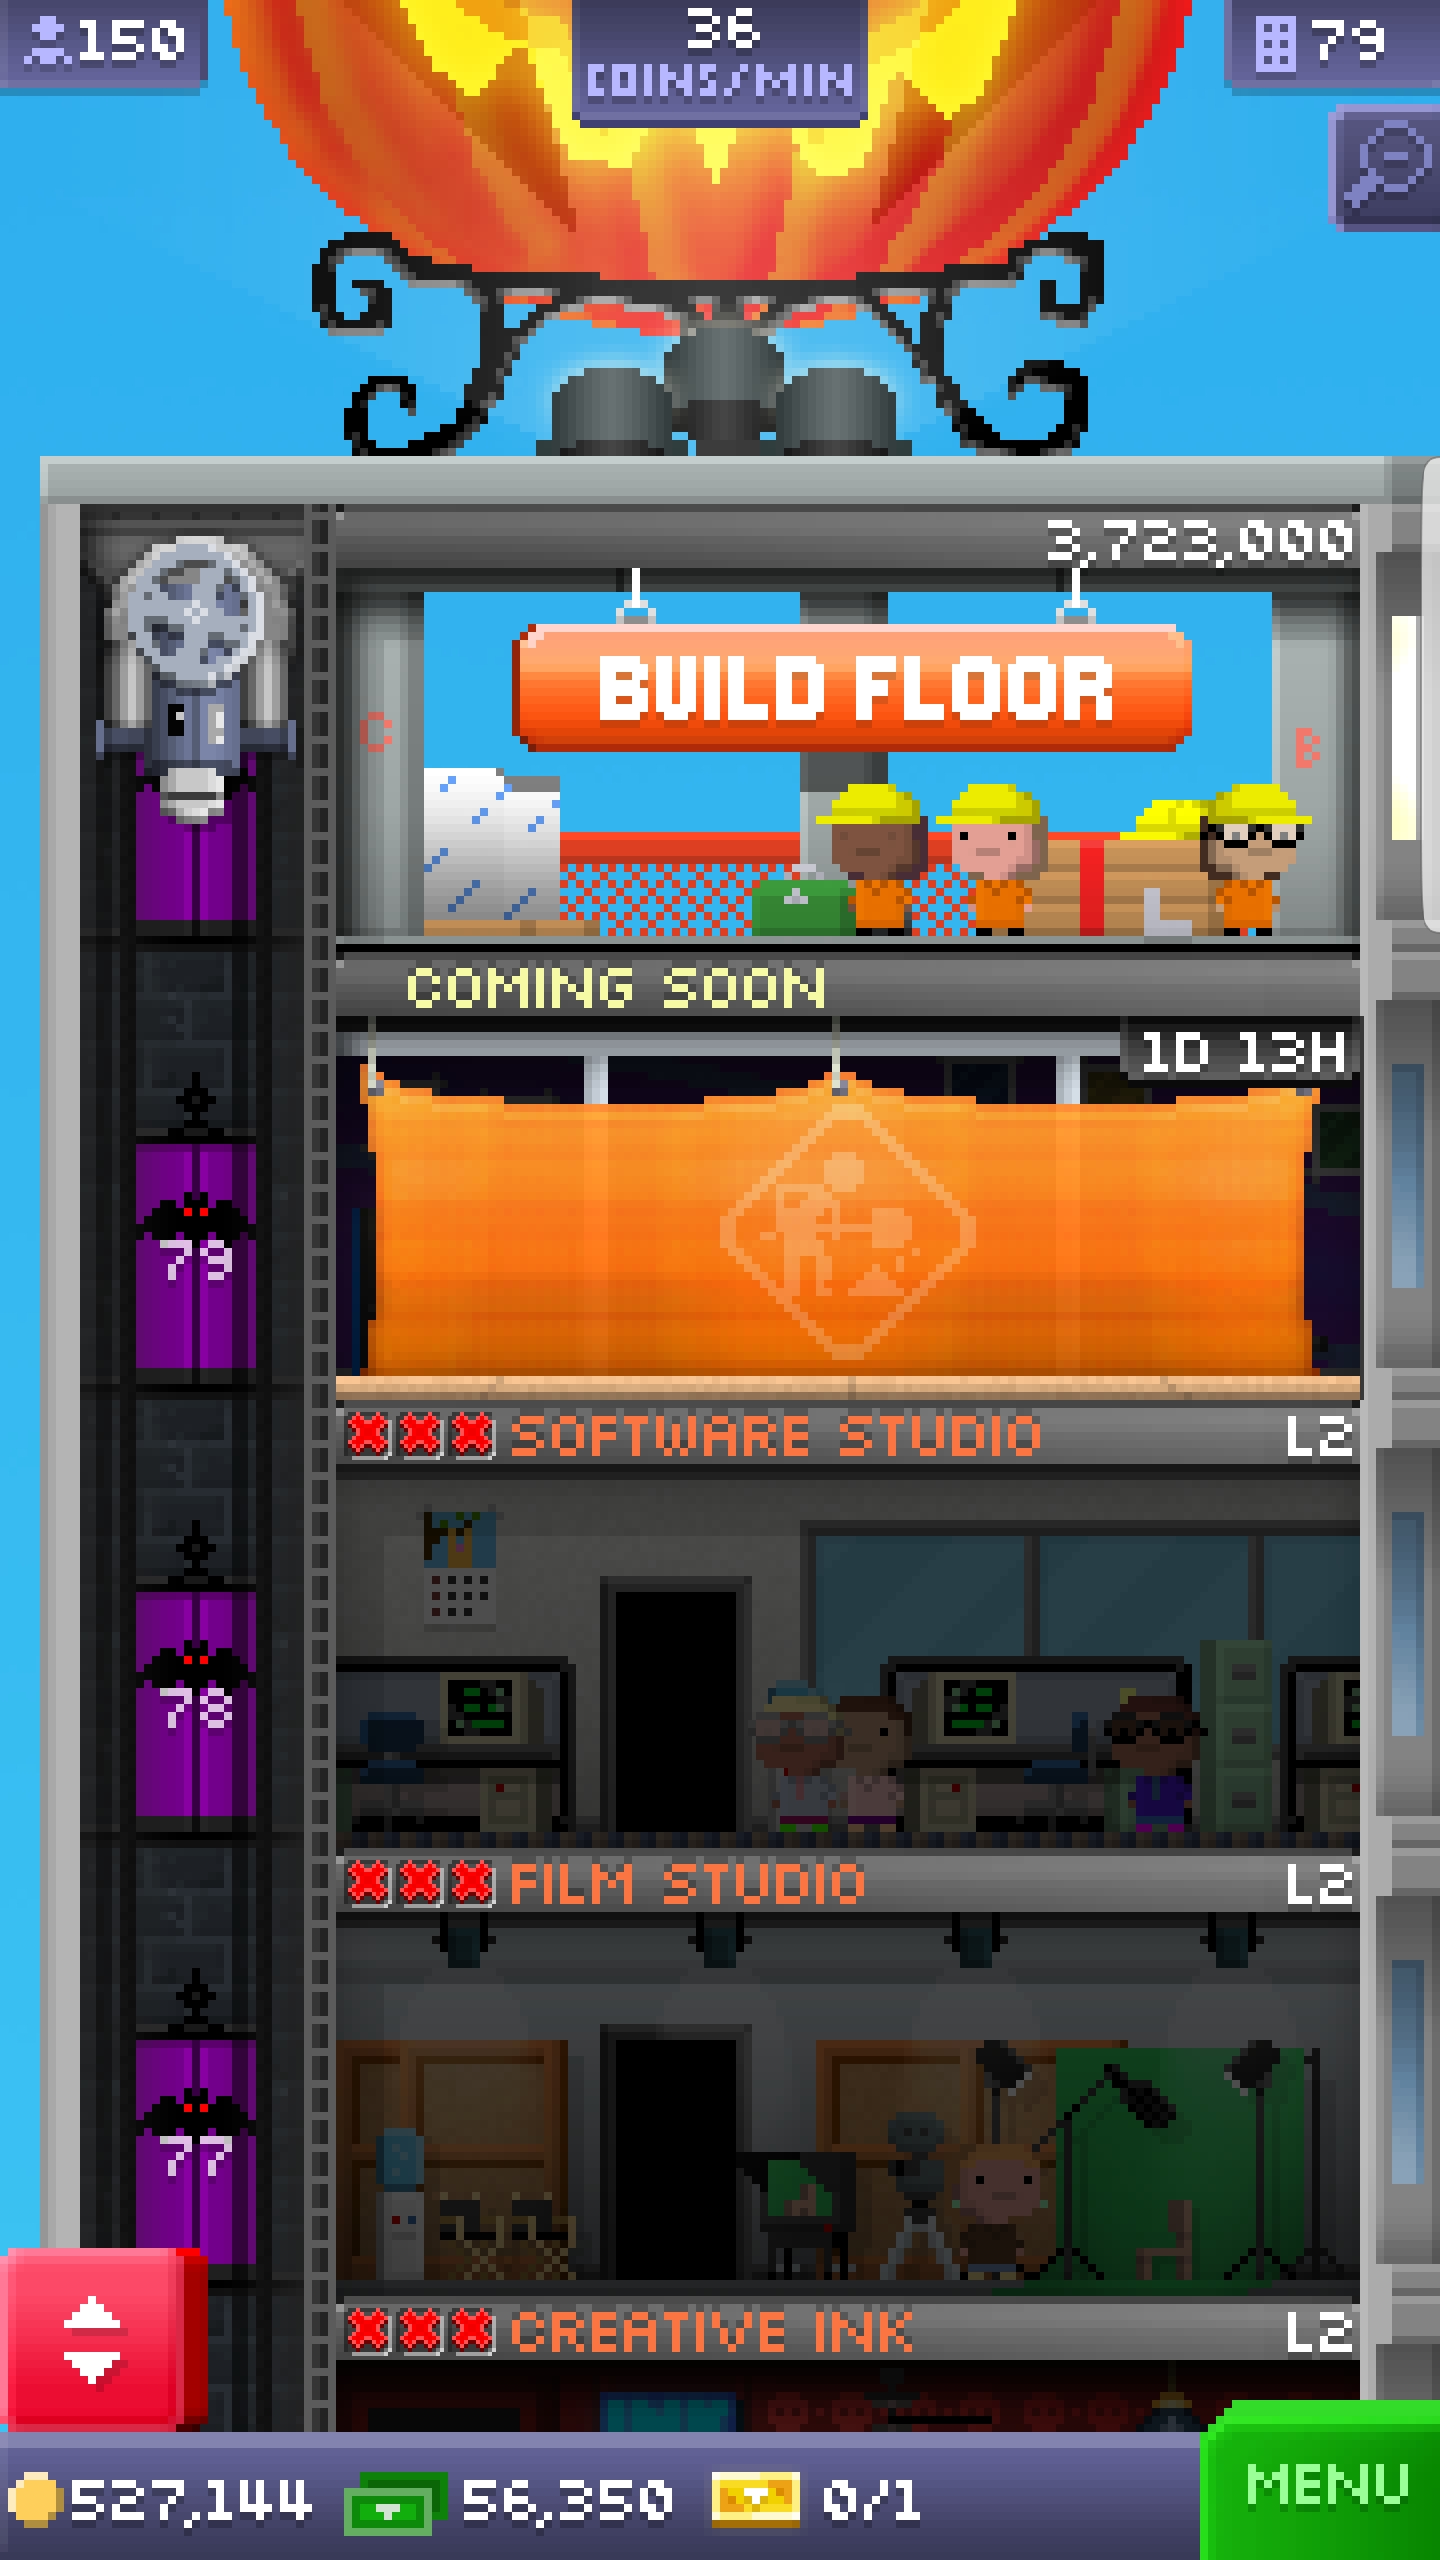 150
36
COINS/MIN
79
3,723,000
BUILD FLOOR
C
B
L
COMING SOON
1D 13H
79
SOFTWARE STUDIO L2
78
FILM STUDIO L2
77
CREATIVE INK L2
INK
527,144 56,350 0/1
MENU